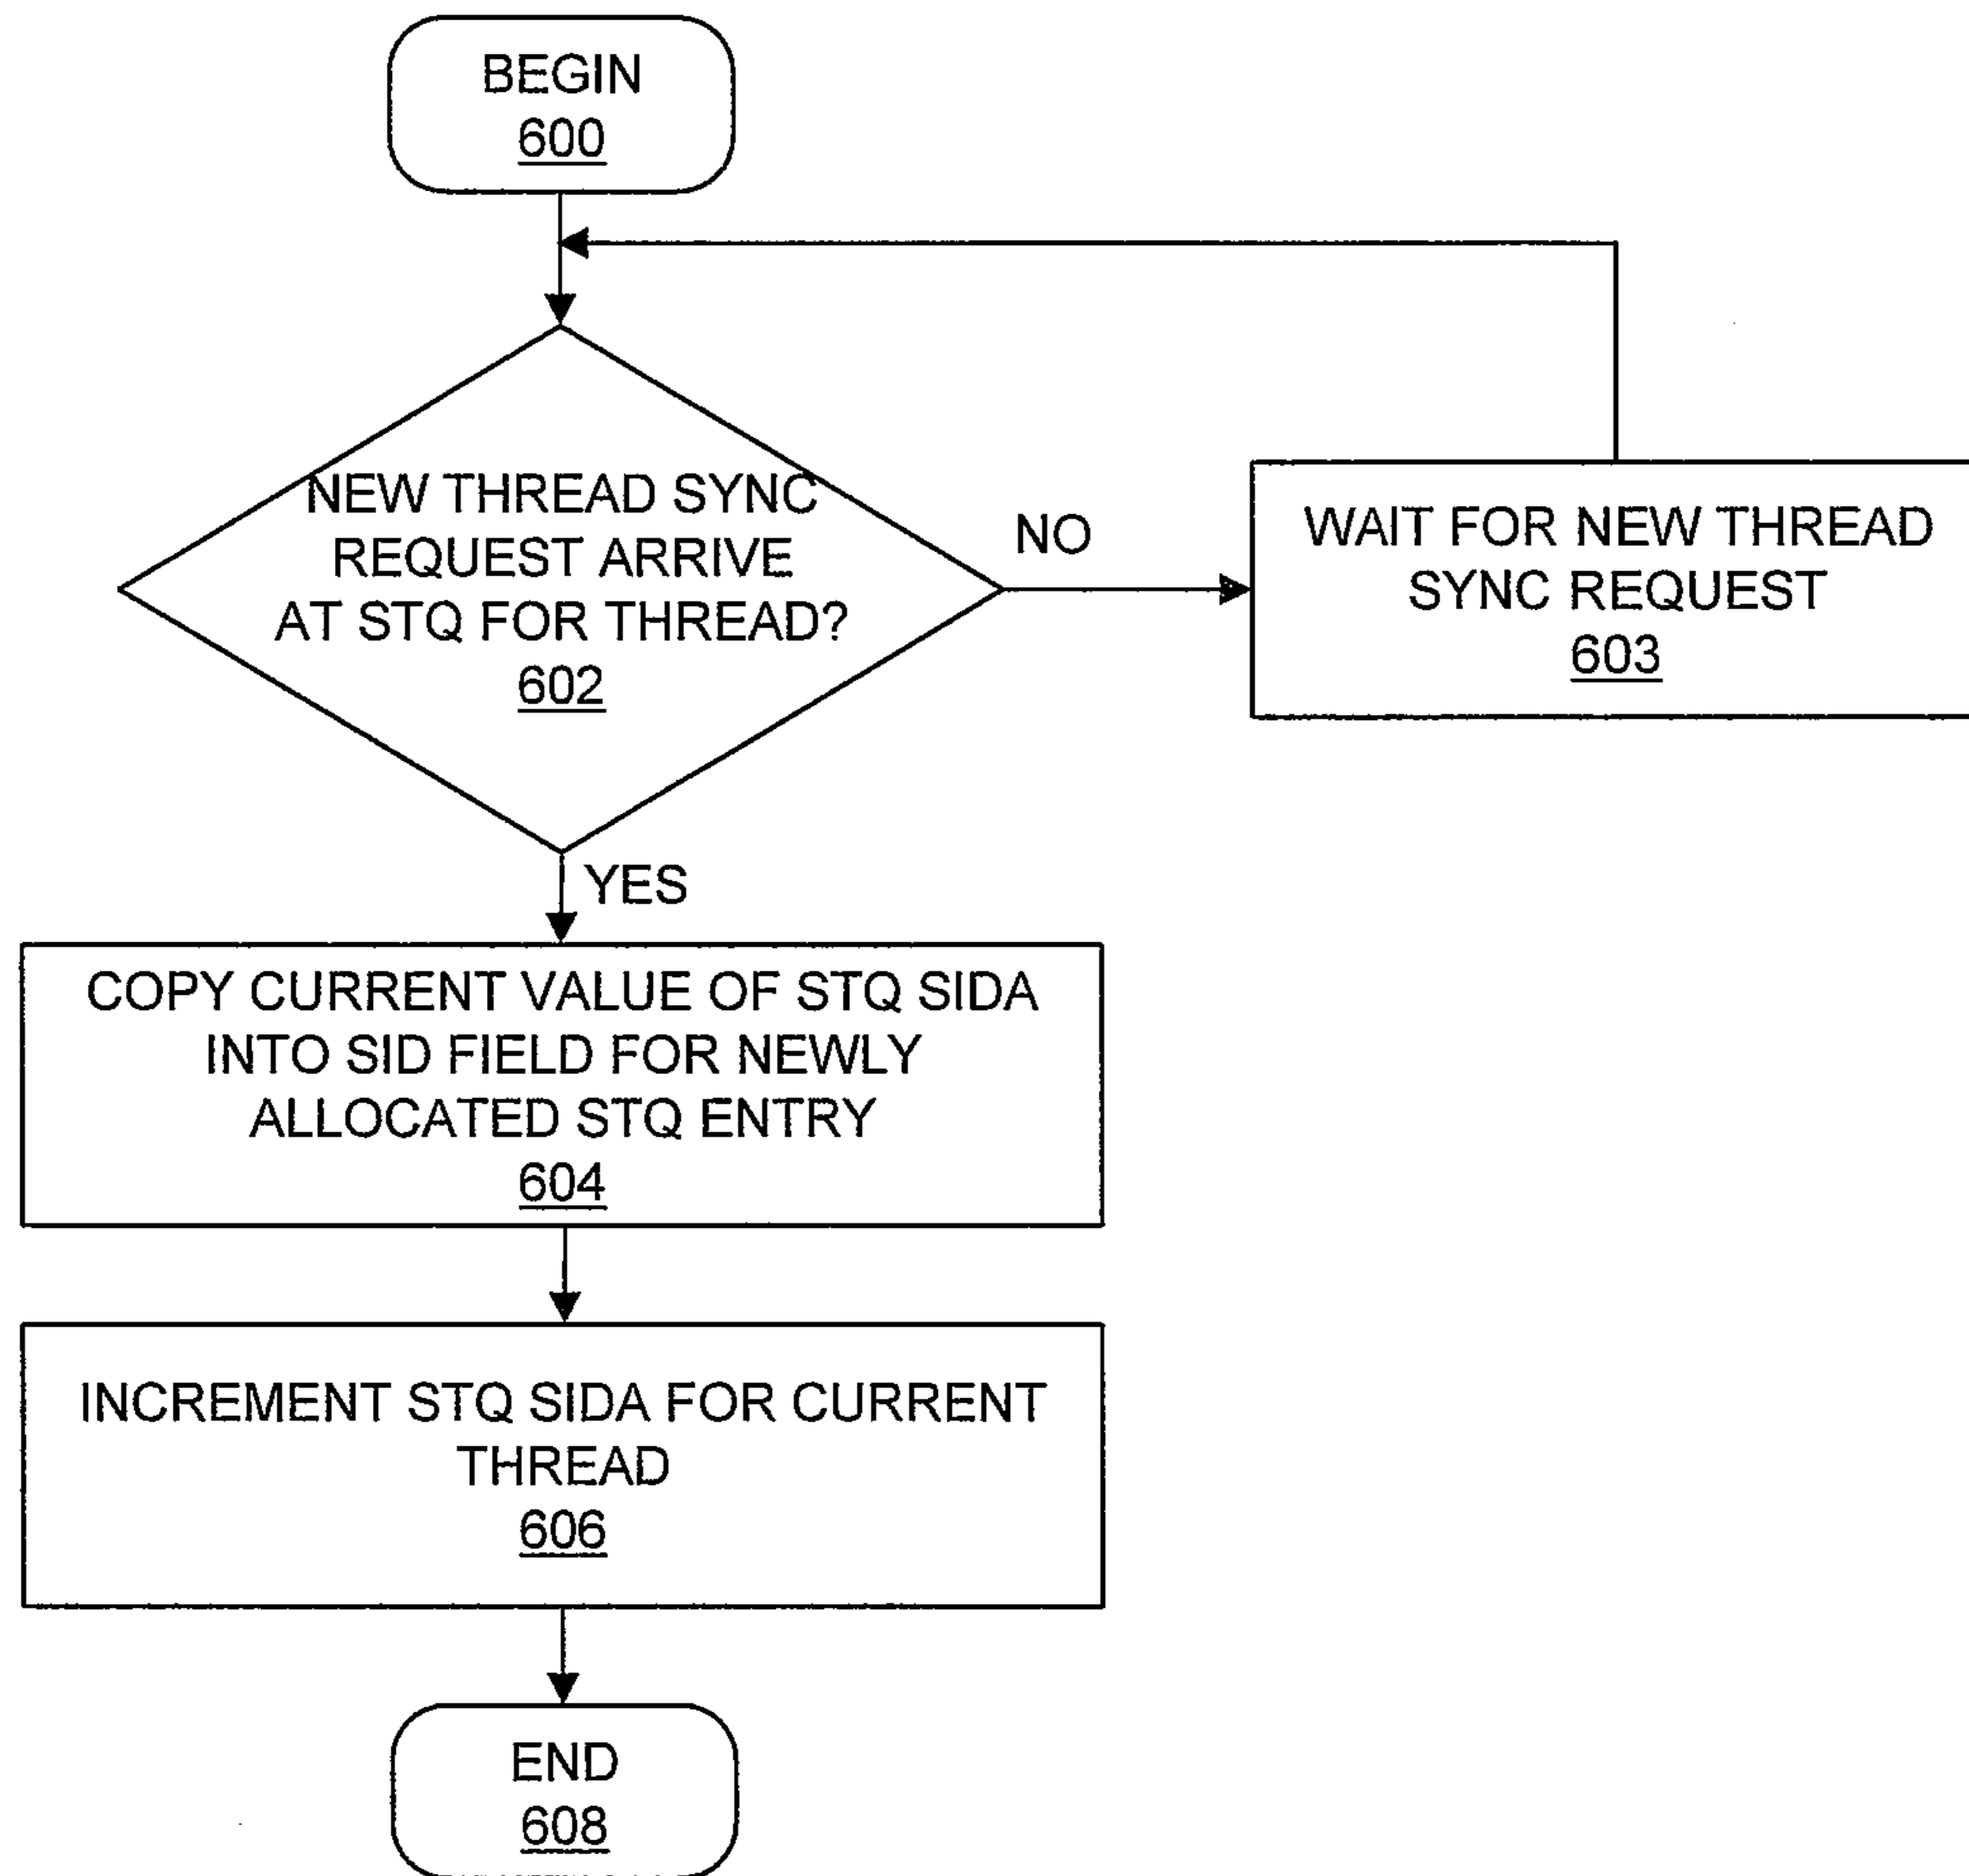 BEGIN
600
NEW THREAD SYNC
REQUEST ARRIVE
AT STQ FOR THREAD?
602
NO
WAIT FOR NEW THREAD
SYNC REQUEST
603
YES
COPY CURRENT VALUE OF STQ SIDA
INTO SID FIELD FOR NEWLY
ALLOCATED STQ ENTRY
604
INCREMENT STQ SIDA FOR CURRENT
THREAD
606
END
608